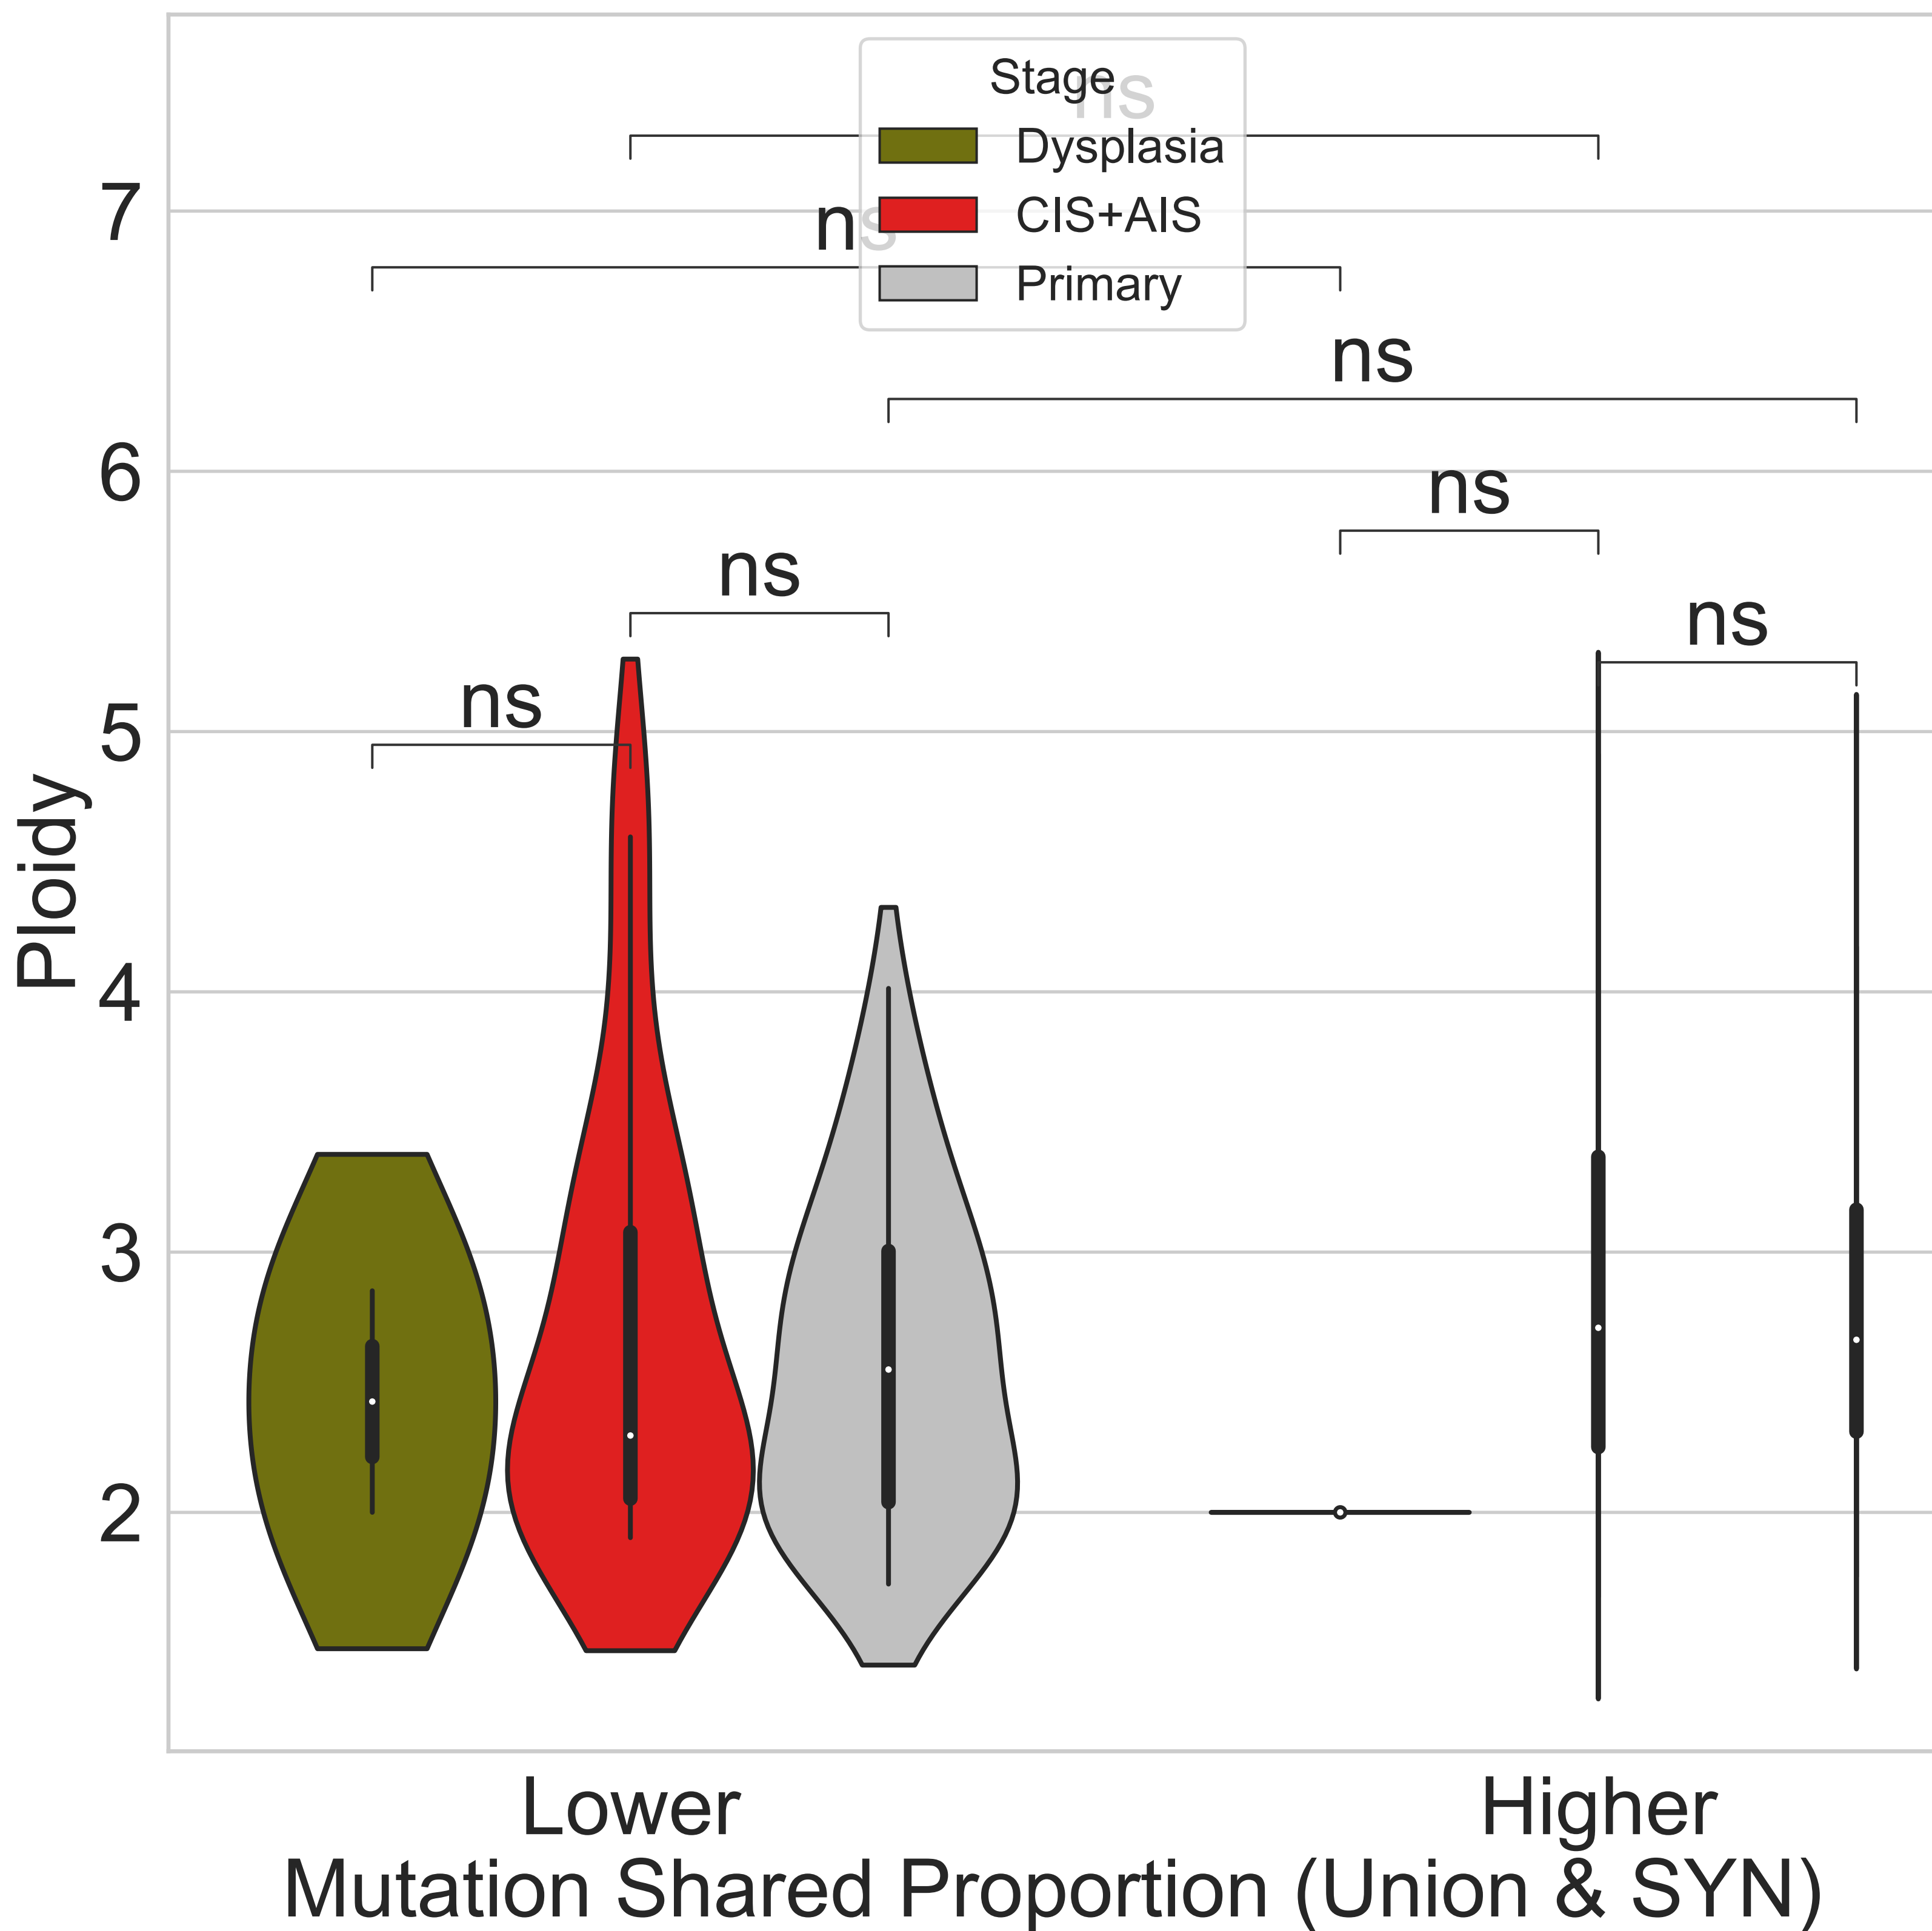 Stage
ns
Dysplasia
7
CIS+AIS
ns
Primary
ns
6
ns
ns
ns
5
ns
Ploidy
4
3
2
Lower
Higher
Mutation Shared Proportion (Union & SYN)